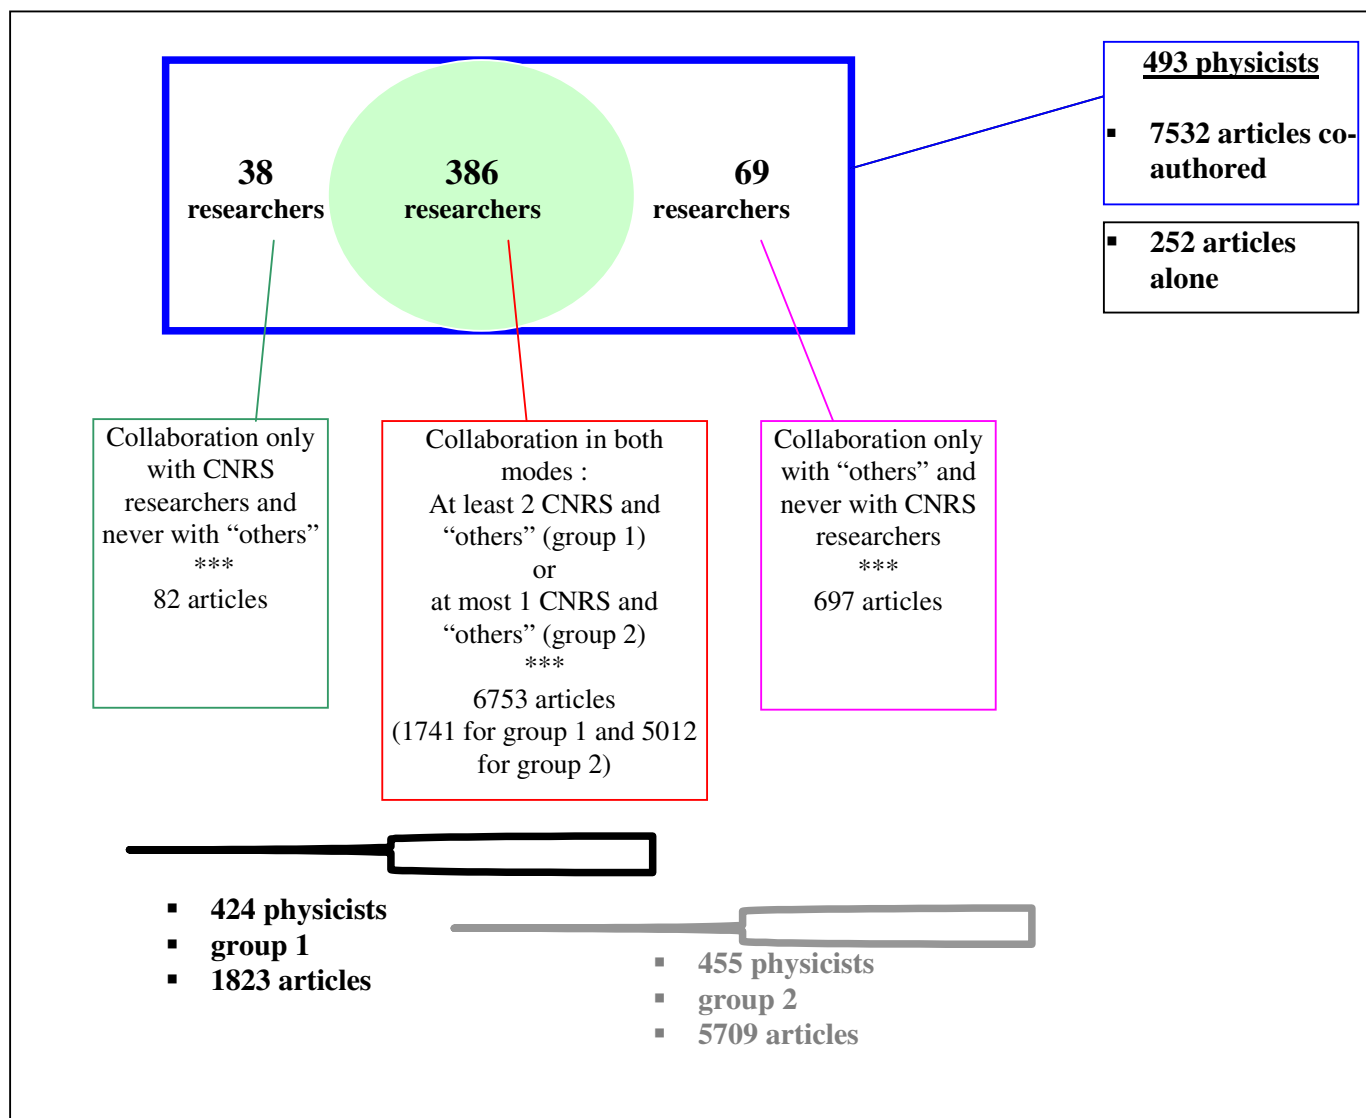 493 physicists
▪ 7532 articles co-
authored
▪ 252 articles
alone
38
researchers
386
researchers
69
researchers
Collaboration only
with CNRS
researchers and
never with “others”
***
82 articles
Collaboration in both
modes :
At least 2 CNRS and
“others” (group 1)
or
at most 1 CNRS and
“others” (group 2)
***
6753 articles
(1741 for group 1 and 5012
for group 2)
Collaboration only
with “others” and
never with CNRS
researchers
***
697 articles
▪ 424 physicists
▪ group 1
▪ 1823 articles
▪ 455 physicists
▪ group 2
▪ 5709 articles